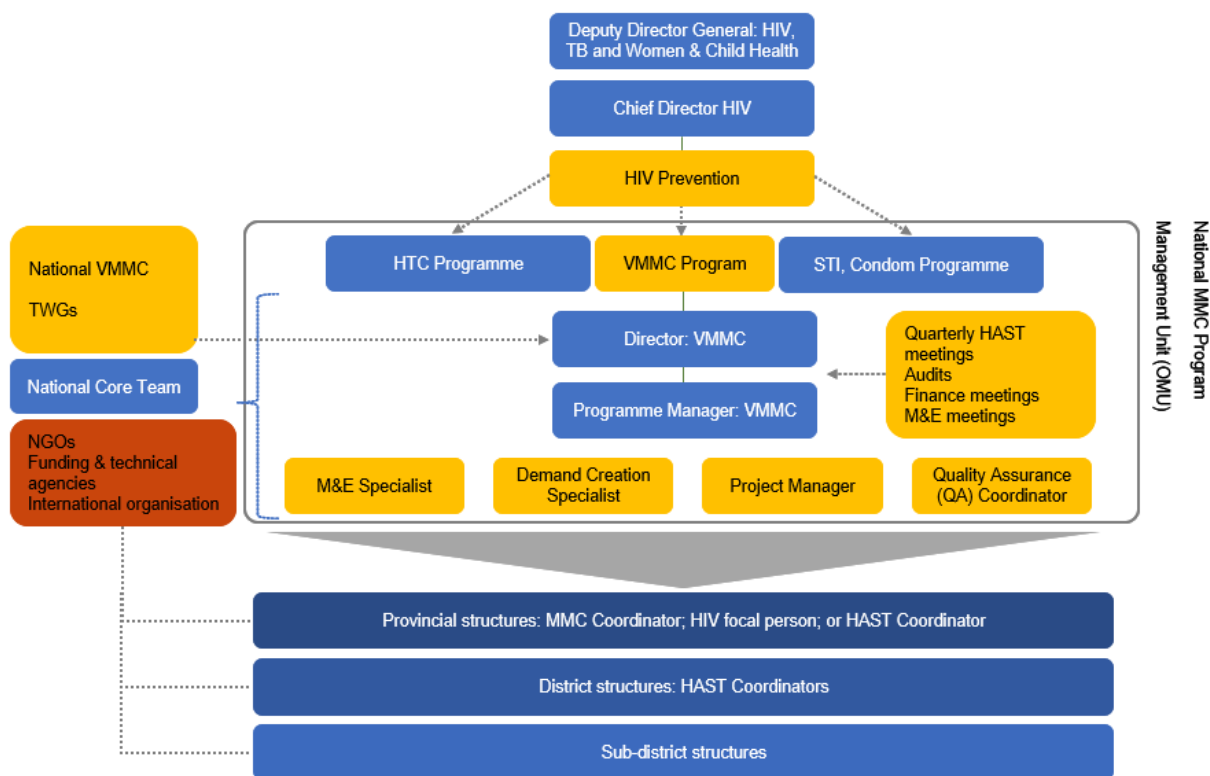 Deputy Director General: HIV,
TB and Women & Child Health
Chief Director HIV
HIV Prevention
National VMMC
TWGs
National Core Team
NGOs
Funding & technical
agencies
International organisation
HTC Programme
VMMC Program
STI, Condom Programme
Director: VMMC
Programme Manager: VMMC
Quarterly HAST
meetings
Audits
Finance meetings
M&E meetings
M&E Specialist
Demand Creation
Specialist
Project Manager
Quality Assurance
(QA) Coordinator
National MMC Program
Management Unit (OMU)
Provincial structures: MMC Coordinator; HIV focal person; or HAST Coordinator
District structures: HAST Coordinators
Sub-district structures